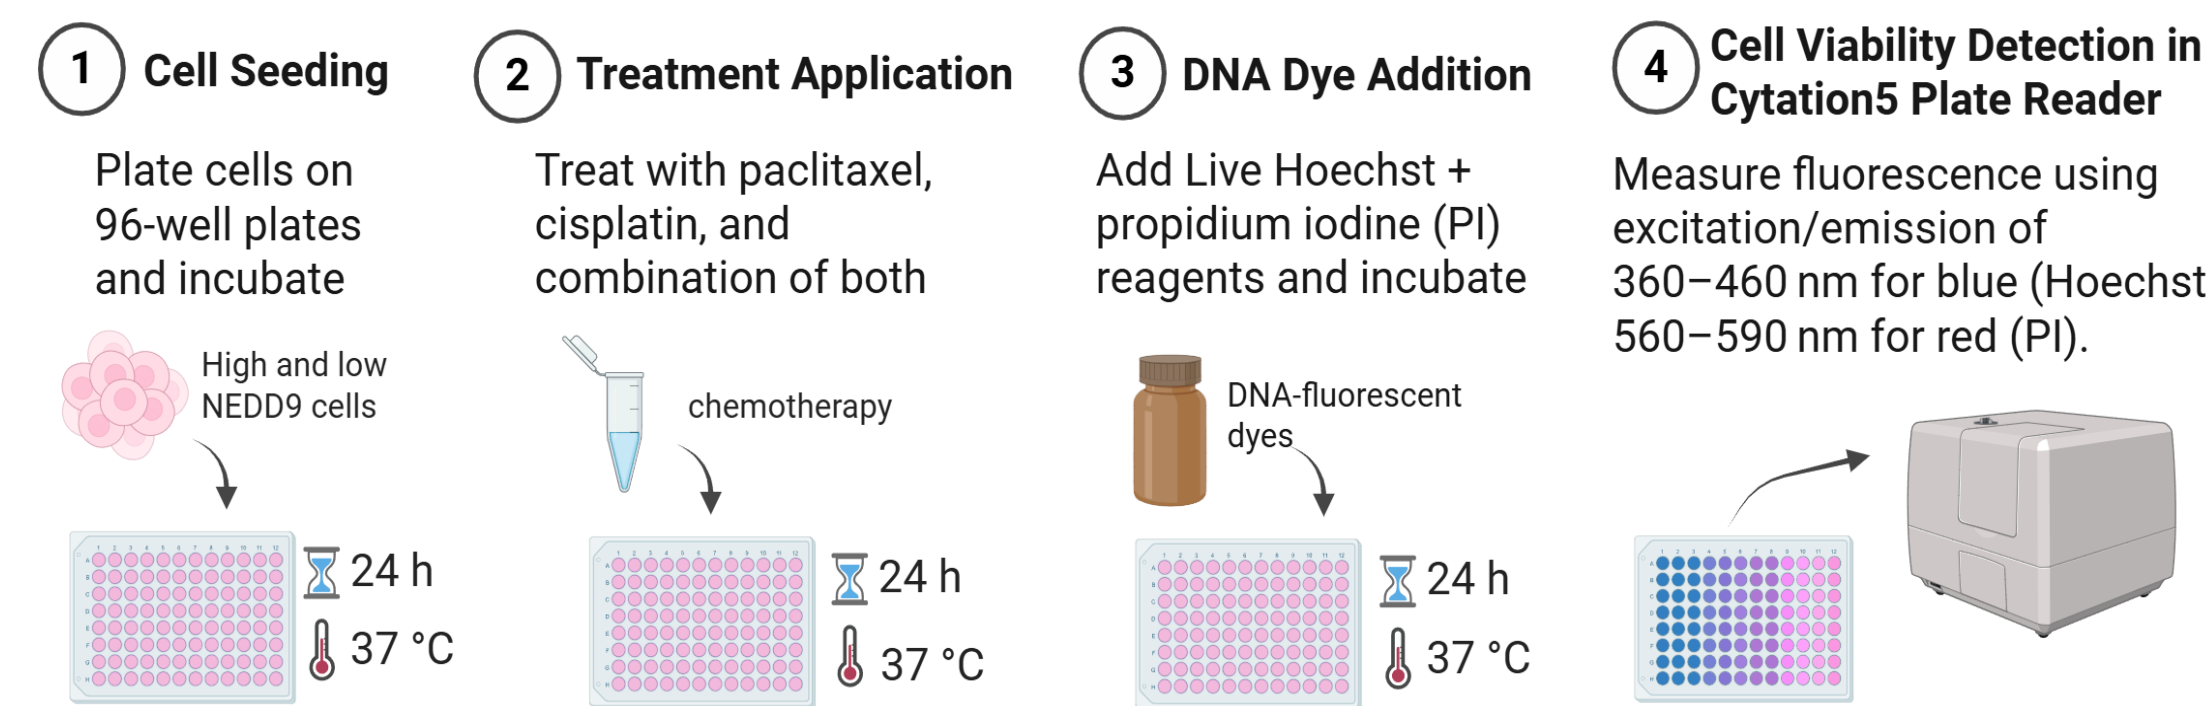 1 Cell Seeding
Plate cells on
96-well plates
and incubate
High and low
NEDD9 cells
24 h
37 °C
2 Treatment Application
Treat with paclitaxel,
cisplatin, and
combination of both
chemotherapy
24 h
37 °C
3 DNA Dye Addition
Add Live Hoechst +
propidium iodine (PI)
reagents and incubate
DNA-fluorescent
dyes
24 h
37 °C
4 Cell Viability Detection in
Cytation5 Plate Reader
Measure fluorescence using
excitation/emission of
360–460 nm for blue (Hoechst
560–590 nm for red (PI).